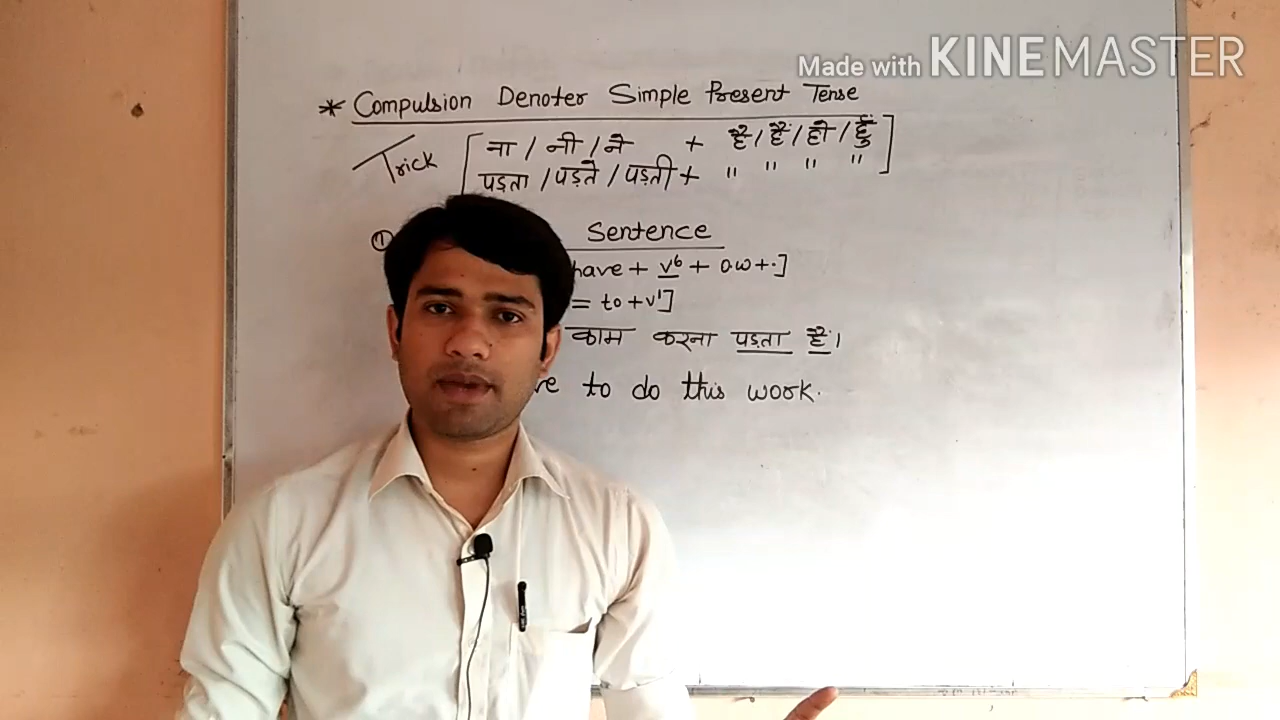 Made with KINEMASTER
* Compulsion Denoter Simple Present Tense
Trick [ ना / नी / ने + है / हैं / हो / हूँ ]
पड़ता / पड़ते / पड़ती + " " " "
① Sentence
have + v⁶ + ow + . ]
= to + v¹ ]
काम करना पड़ता है।
to do this work.